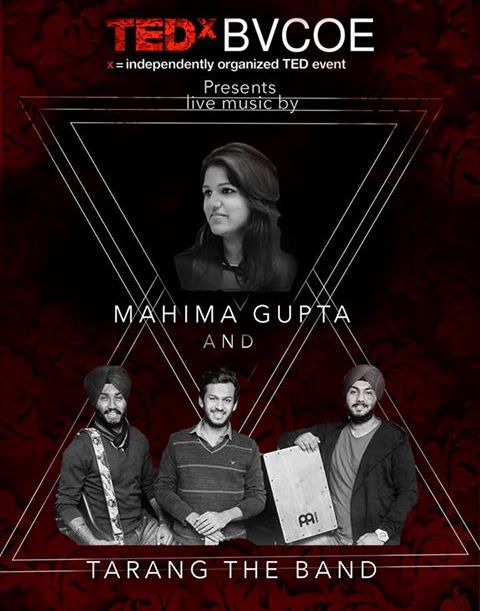 TEDx BVCOE
x = independently organized TED event
Presents
live music by
MAHIMA GUPTA
AND
TARANG THE BAND